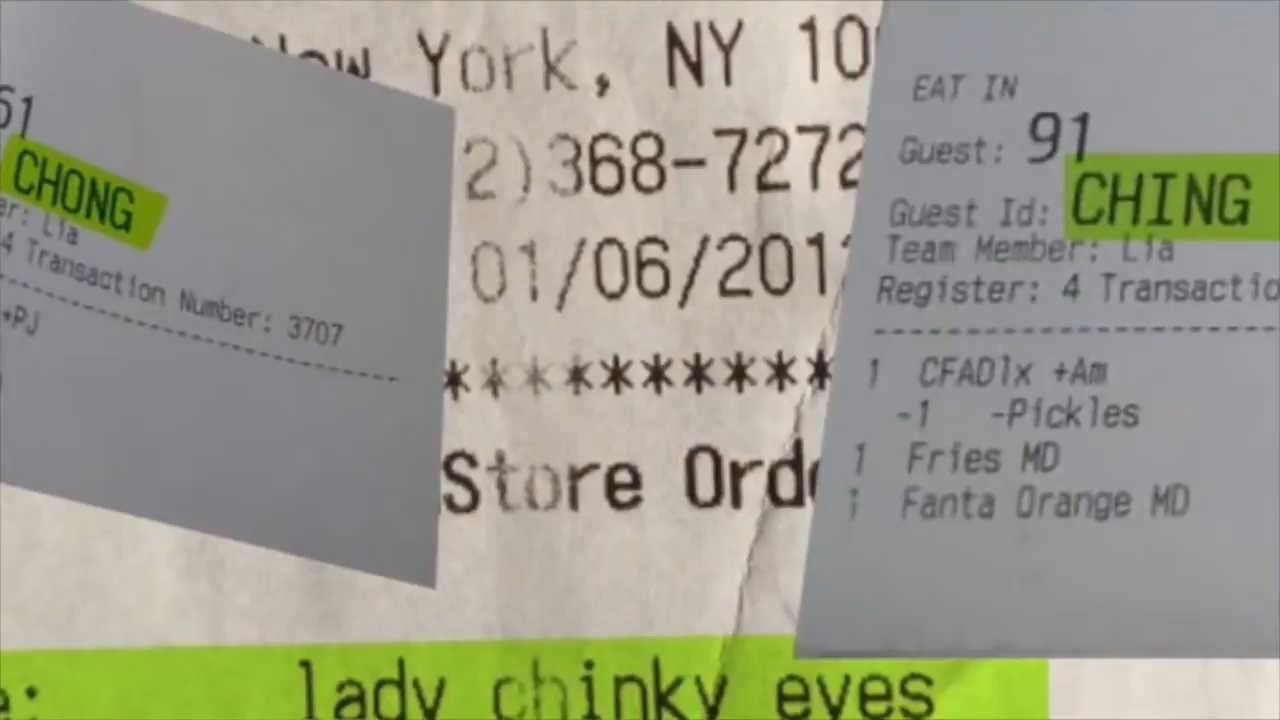 61
CHONG
er: Lia
4 Transaction Number: 3707
+PJ
New York, NY 10
2)368-7272
01/06/201
**********
Store Ord
e: lady chinky eyes
EAT IN
Guest: 91
Guest Id: CHING
Team Member: Lia
Register: 4 Transactio
1 CFADlx +Am
-1 -Pickles
1 Fries MD
1 Fanta Orange MD